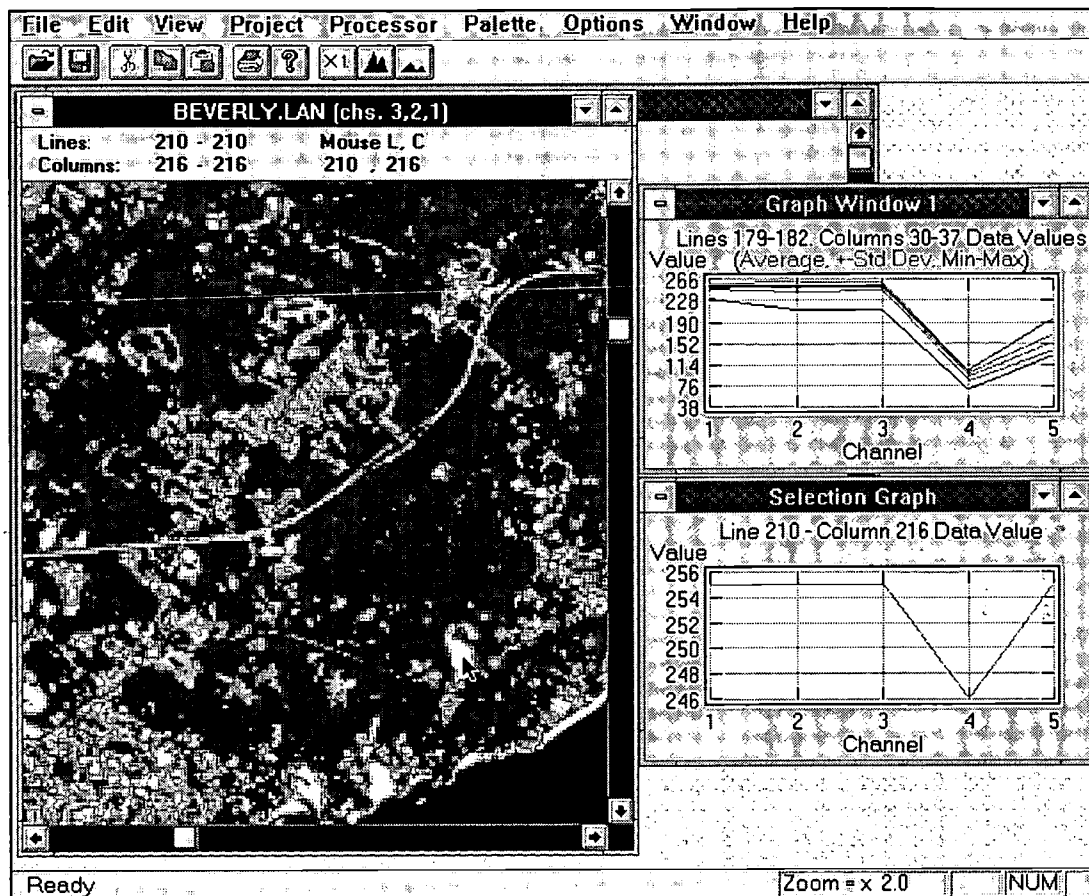 File Edit View Project Processor Palette Options Window Help
×1
BEVERLY.LAN (chs. 3,2,1)
Lines: 210 - 210 Mouse L, C
Columns: 216 - 216 210 , 216
Graph Window 1
Lines 179-182, Columns 30-37 Data Values
Value (Average, +-Std Dev, Min-Max)
266
228
190
152
114
76
38
1 2 3 4 5
Channel
Selection Graph
Line 210 - Column 216 Data Value
Value
256
254
252
250
248
246
1 2 3 4 5
Channel
Ready Zoom = x 2.0 NUM